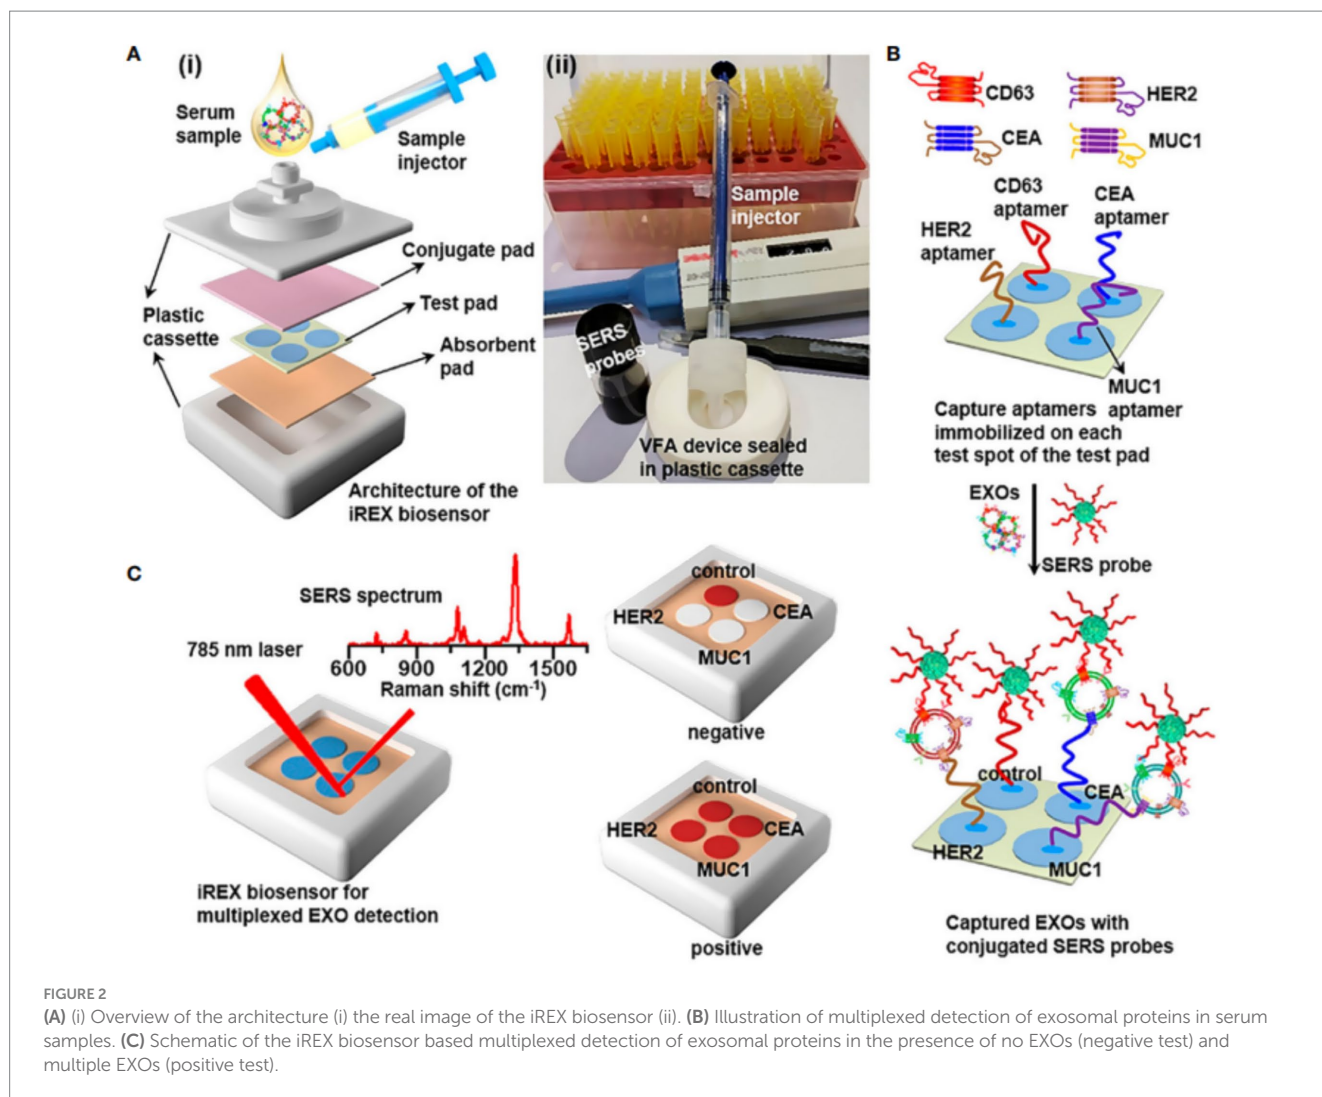 A
(i)
Serum
sample
Sample
injector
Conjugate pad
Test pad
Plastic
cassette
Absorbent
pad
Architecture of the
iREX biosensor
(ii)
Sample
injector
SERS
probes
VFA device sealed
in plastic cassette
B
CD63
HER2
CEA
MUC1
CD63
aptamer
CEA
aptamer
HER2
aptamer
MUC1
aptamer
Capture aptamers
immobilized on each
test spot of the test pad
EXOs
SERS probe
control
CEA
HER2
MUC1
Captured EXOs with
conjugated SERS probes
C
SERS spectrum
785 nm laser
600 900 1200 1500
Raman shift (cm-1)
iREX biosensor for
multiplexed EXO detection
control
HER2
CEA
MUC1
negative
control
HER2
CEA
MUC1
positive
FIGURE 2
(A) (i) Overview of the architecture (i) the real image of the iREX biosensor (ii). (B) Illustration of multiplexed detection of exosomal proteins in serum
samples. (C) Schematic of the iREX biosensor based multiplexed detection of exosomal proteins in the presence of no EXOs (negative test) and
multiple EXOs (positive test).